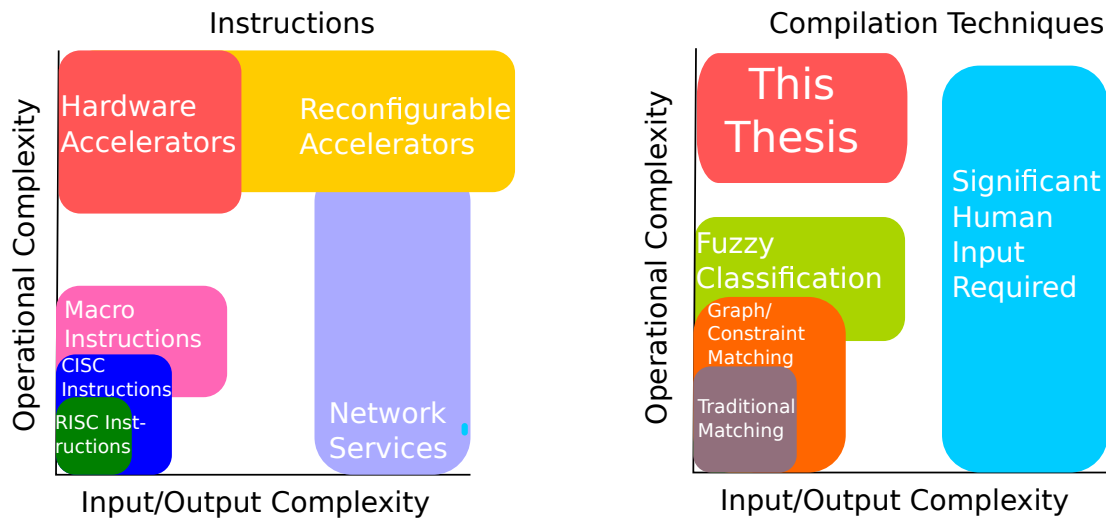 Instructions
Operational Complexity
Hardware
Accelerators
Reconfigurable
Accelerators
Macro
Instructions
CISC
Instructions
RISC Inst-
ructions
Network
Services
Input/Output Complexity
Compilation Techniques
Operational Complexity
This
Thesis
Significant
Human
Input
Required
Fuzzy
Classification
Graph/
Constraint
Matching
Traditional
Matching
Input/Output Complexity